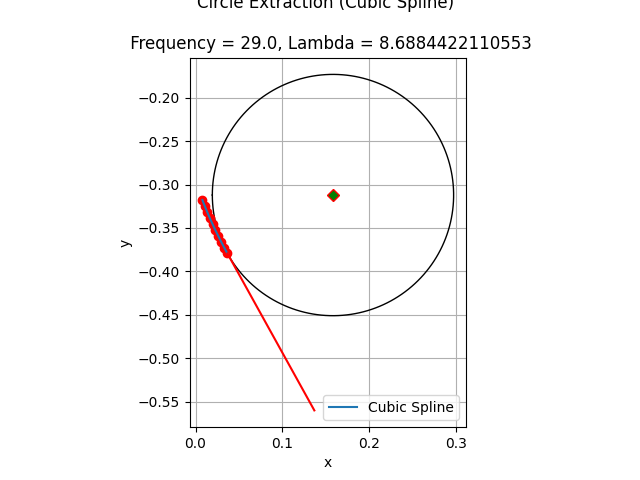 Circle Extraction (Cubic Spline)
Frequency = 29.0, Lambda = 8.6884422110553
−0.20
−0.25
−0.30
−0.35
−0.40
−0.45
−0.50
−0.55
y
0.0 0.1 0.2 0.3
x
Cubic Spline